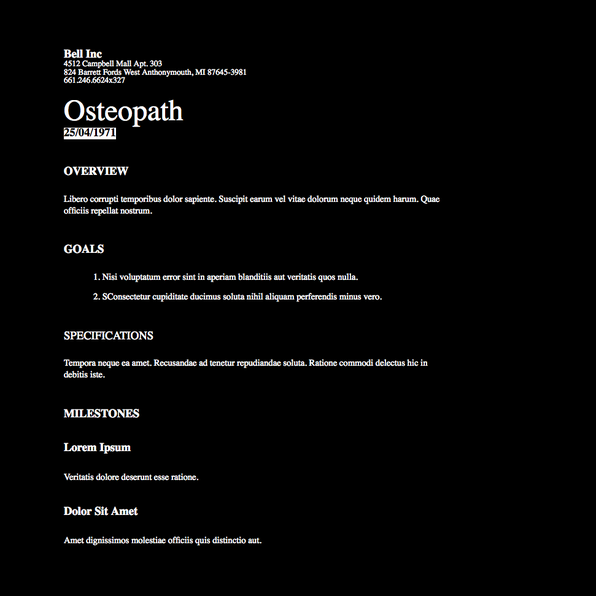 Bell Inc
4512 Campbell Mall Apt. 303
824 Barrett Fords West Anthonymouth, MI 87645-3981
661.246.6624x327
Osteopath
25/04/1971
OVERVIEW
Libero corrupti temporibus dolor sapiente. Suscipit earum vel vitae dolorum neque quidem harum. Quae
officiis repellat nostrum.
GOALS
1. Nisi voluptatum error sint in aperiam blanditiis aut veritatis quos nulla.
2. SConsectetur cupiditate ducimus soluta nihil aliquam perferendis minus vero.
SPECIFICATIONS
Tempora neque ea amet. Recusandae ad tenetur repudiandae soluta. Ratione commodi delectus hic in
debitis iste.
MILESTONES
Lorem Ipsum
Veritatis dolore deserunt esse ratione.
Dolor Sit Amet
Amet dignissimos molestiae officiis quis distinctio aut.